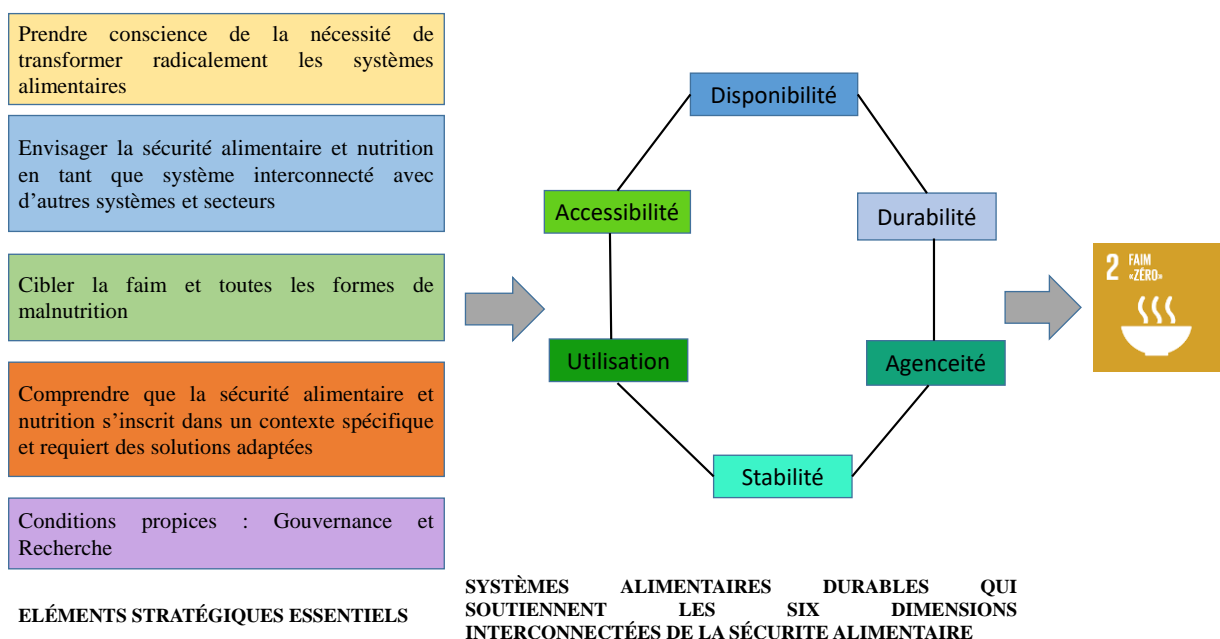 Prendre conscience de la nécessité de
transformer radicalement les systèmes
alimentaires
Envisager la sécurité alimentaire et nutrition
en tant que système interconnecté avec
d'autres systèmes et secteurs
Cibler la faim et toutes les formes de
malnutrition
Comprendre que la sécurité alimentaire et
nutrition s'inscrit dans un contexte spécifique
et requiert des solutions adaptées
Conditions propices : Gouvernance et
Recherche
ELÉMENTS STRATÉGIQUES ESSENTIELS
Disponibilité
Accessibilité
Durabilité
Utilisation
Agenceité
Stabilité
SYSTÈMES ALIMENTAIRES DURABLES QUI
SOUTIENNENT LES SIX DIMENSIONS
INTERCONNECTÉES DE LA SÉCURITE ALIMENTAIRE
2 FAIM
«ZÉRO»